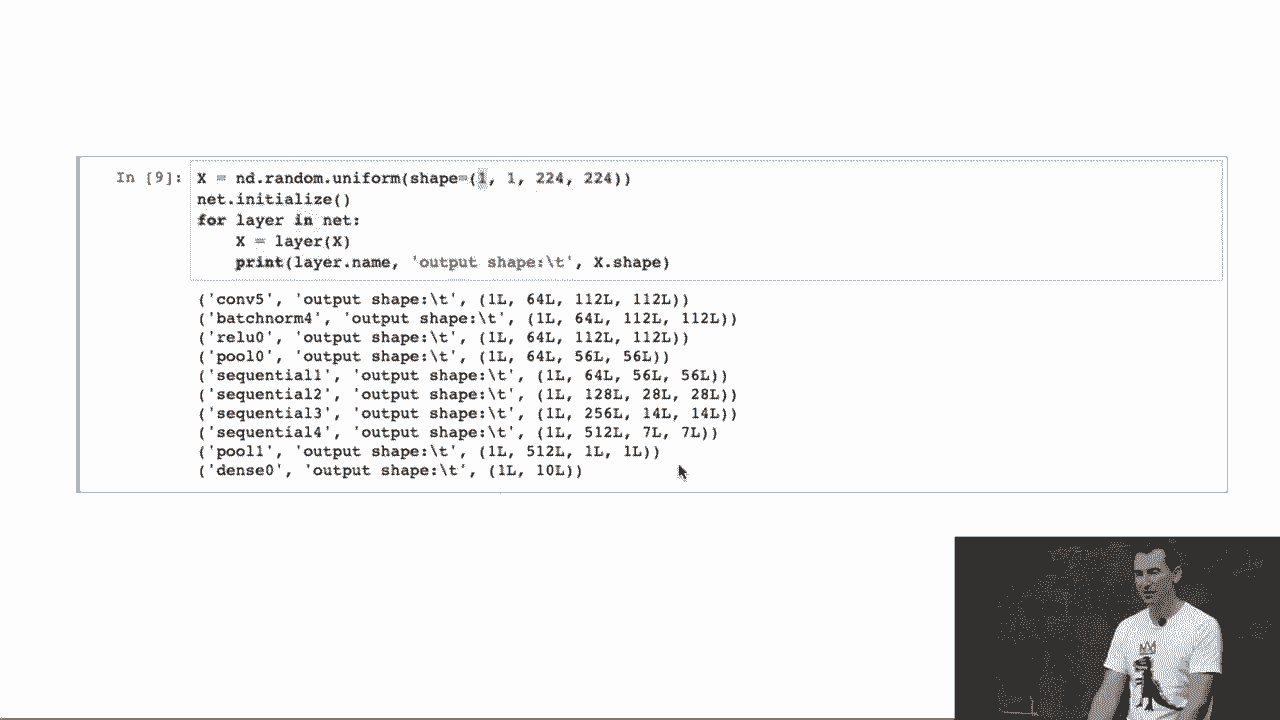 In [9]: X = nd.random.uniform(shape=(1, 1, 224, 224))
net.initialize()
for layer in net:
    X = layer(X)
    print(layer.name, 'output shape:\t', X.shape)
('conv5', 'output shape:\t', (1L, 64L, 112L, 112L))
('batchnorm4', 'output shape:\t', (1L, 64L, 112L, 112L))
('relu0', 'output shape:\t', (1L, 64L, 112L, 112L))
('pool0', 'output shape:\t', (1L, 64L, 56L, 56L))
('sequential1', 'output shape:\t', (1L, 64L, 56L, 56L))
('sequential2', 'output shape:\t', (1L, 128L, 28L, 28L))
('sequential3', 'output shape:\t', (1L, 256L, 14L, 14L))
('sequential4', 'output shape:\t', (1L, 512L, 7L, 7L))
('pool1', 'output shape:\t', (1L, 512L, 1L, 1L))
('dense0', 'output shape:\t', (1L, 10L))